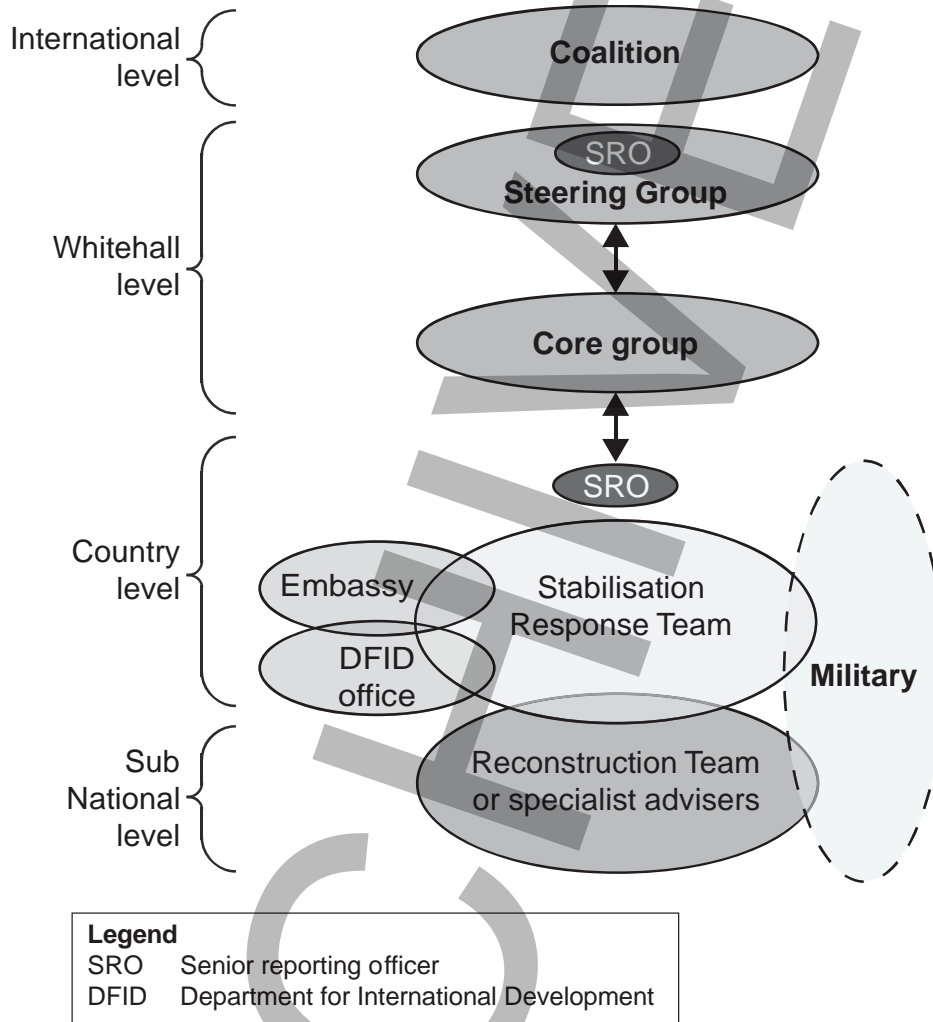 International
level
Coalition
SRO
Steering Group
Whitehall
level
Core group
SRO
Country
level
Embassy
Stabilisation
Response Team
DFID
office
Military
Sub
National
level
Reconstruction Team
or specialist advisers
Legend
SRO Senior reporting officer
DFID Department for International Development